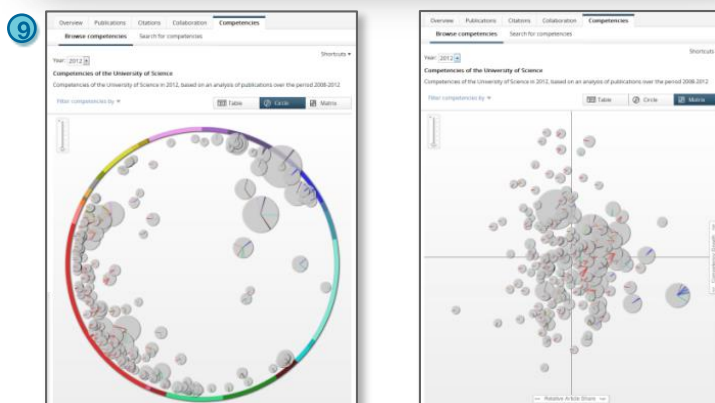 9
Overview Publications Citations Collaboration Competencies
Browse competencies Search for competencies
Shortcuts
Year: 2012
Competencies of the University of Science
Competencies of the University of Science in 2012, based on an analysis of publications over the period 2008-2012
Filter competencies by
Table Circle Matrix
Overview Publications Citations Collaboration Competencies
Browse competencies Search for competencies
Shortcuts
Year: 2012
Competencies of the University of Science
Competencies of the University of Science in 2012, based on an analysis of publications over the period 2008-2012
Filter competencies by
Table Circle Matrix
Relative Article Share